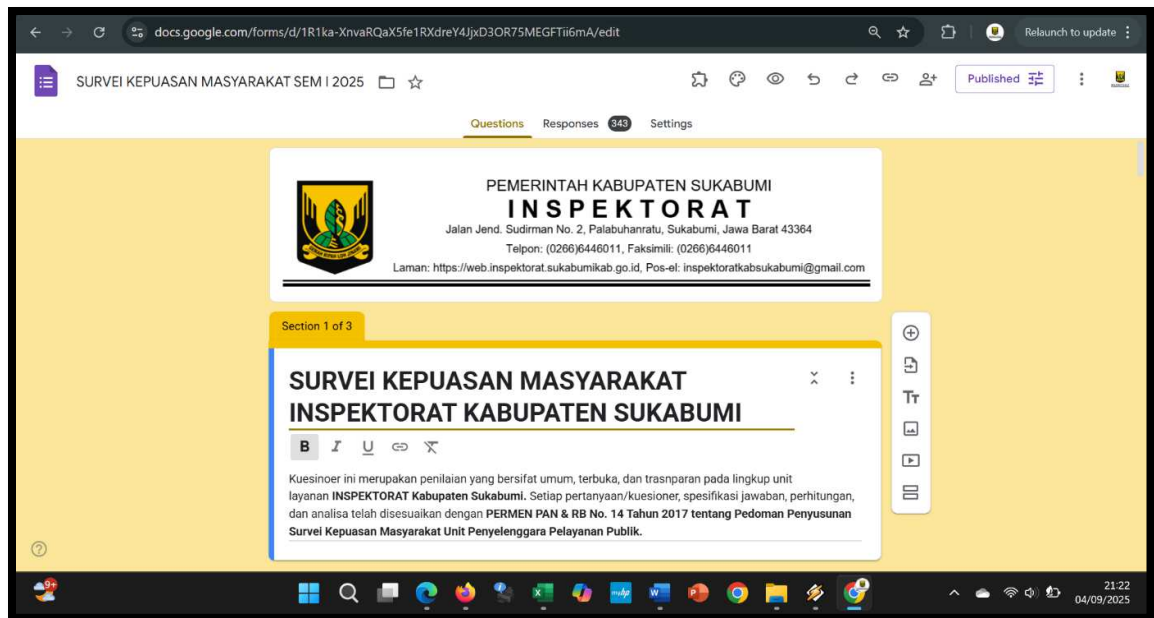 docs.google.com/forms/d/1R1ka-XnvaRQaX5fe1RXdreY4JjxD3OR75MEGFTii6mA/edit
Relaunch to update
SURVEI KEPUASAN MASYARAKAT SEM I 2025
Published
Questions Responses 343 Settings
PEMERINTAH KABUPATEN SUKABUMI
INSPEKTORAT
Jalan Jend. Sudirman No. 2, Palabuhanratu, Sukabumi, Jawa Barat 43364
Telpon: (0266)6446011, Faksimili: (0266)6446011
Laman: https://web.inspektorat.sukabumikab.go.id, Pos-el: inspektoratkabsukabumi@gmail.com
Section 1 of 3
SURVEI KEPUASAN MASYARAKAT
INSPEKTORAT KABUPATEN SUKABUMI
B I U
Tт
Kuesinoer ini merupakan penilaian yang bersifat umum, terbuka, dan trasnparan pada lingkup unit
layanan INSPEKTORAT Kabupaten Sukabumi. Setiap pertanyaan/kuesioner, spesifikasi jawaban, perhitungan,
dan analisa telah disesuaikan dengan PERMEN PAN & RB No. 14 Tahun 2017 tentang Pedoman Penyusunan
Survei Kepuasan Masyarakat Unit Penyelenggara Pelayanan Publik.
9+
21:22
04/09/2025